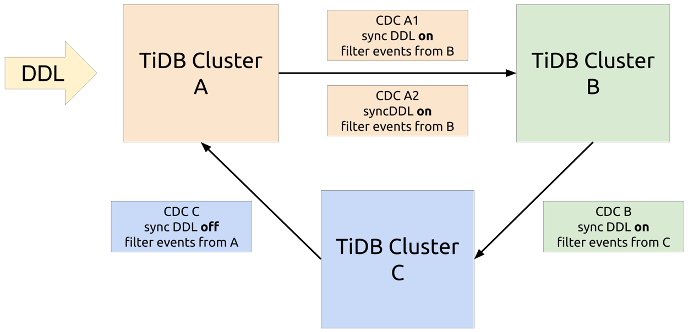 DDL
TiDB Cluster
A
CDC A1
sync DDL on
filter events from B
CDC A2
syncDDL on
filter events from B
TiDB Cluster
B
CDC C
sync DDL off
filter events from A
TiDB Cluster
C
CDC B
sync DDL on
filter events from C